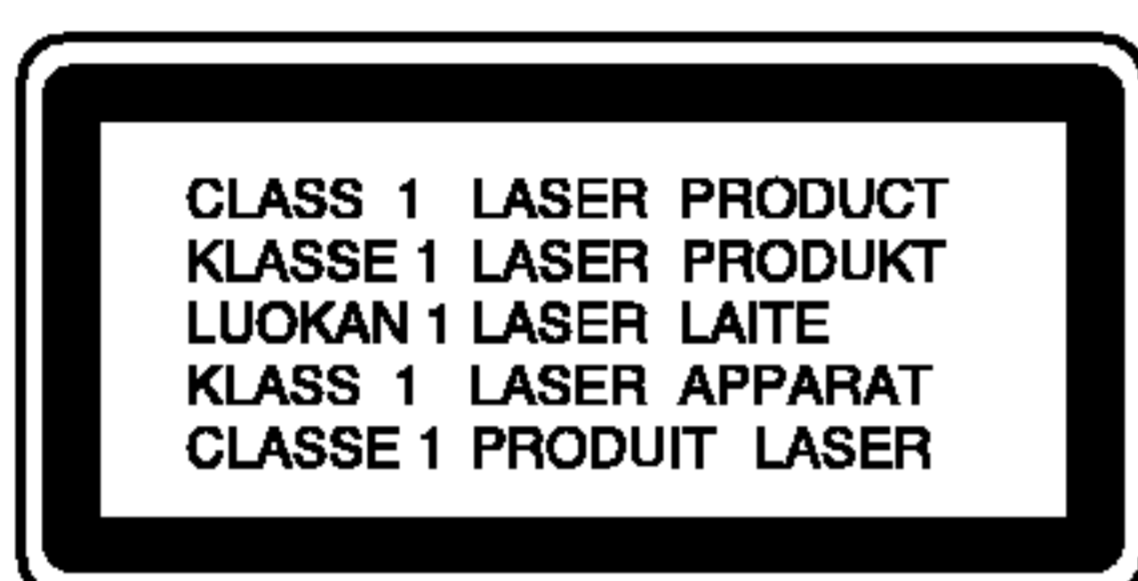 CLASS 1 LASER PRODUCT
KLASSE 1 LASER PRODUKT
LUOKAN 1 LASER LAITE
KLASS 1 LASER APPARAT
CLASSE 1 PRODUIT LASER